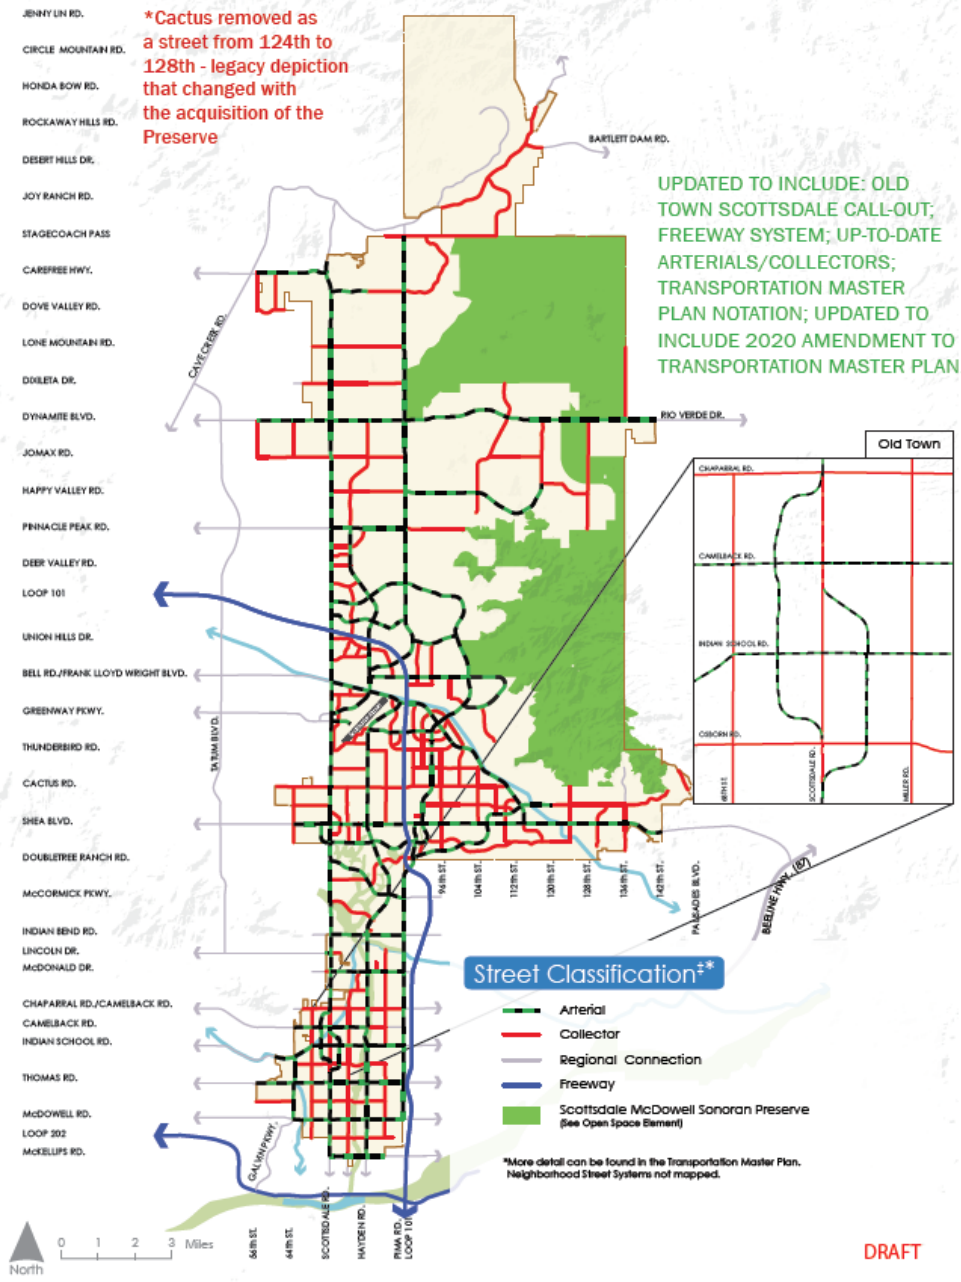 JENNY LIN RD.
CIRCLE MOUNTAIN RD.
HONDA BOW RD.
ROCKAWAY HILLS RD.
DESERT HILLS DR.
JOY RANCH RD.
STAGECOACH PASS
CAREFREE HWY.
DOVE VALLEY RD.
LONE MOUNTAIN RD.
DIXILETA DR.
DYNAMITE BLVD.
JOMAX RD.
HAPPY VALLEY RD.
PINNACLE PEAK RD.
DEER VALLEY RD.
LOOP 101
UNION HILLS DR.
BELL RD./FRANK LLOYD WRIGHT BLVD.
GREENWAY PKWY.
THUNDERBIRD RD.
CACTUS RD.
SHEA BLVD.
DOUBLETREE RANCH RD.
McCORMICK PKWY.
INDIAN BEND RD.
LINCOLN DR.
McDONALD DR.
CHAPARRAL RD./CAMELBACK RD.
CAMELBACK RD.
INDIAN SCHOOL RD.
THOMAS RD.
McDOWELL RD.
LOOP 202
McKELLIPS RD.
*Cactus removed as
a street from 124th to
128th - legacy depiction
that changed with
the acquisition of the
Preserve
BARTLETT DAM RD.
UPDATED TO INCLUDE: OLD
TOWN SCOTTSDALE CALL-OUT;
FREEWAY SYSTEM; UP-TO-DATE
ARTERIALS/COLLECTORS;
TRANSPORTATION MASTER
PLAN NOTATION; UPDATED TO
INCLUDE 2020 AMENDMENT TO
TRANSPORTATION MASTER PLAN
CAVE CREEK RD.
RIO VERDE DR.
TATUM BLVD.
Old Town
CHAPARRAL RD.
CAMELBACK RD.
INDIAN SCHOOL RD.
OSBORN RD.
68TH ST.
SCOTTSDALE RD.
MILLER RD.
96th ST.
104th ST.
112th ST.
120th ST.
128th ST.
136th ST.
142th ST.
PALISADES BLVD.
BEELINE HWY. (87)
Street Classification‡*
Arterial
Collector
Regional Connection
Freeway
Scottsdale McDowell Sonoran Preserve
(See Open Space Element)
*More detail can be found in the Transportation Master Plan.
Neighborhood Street Systems not mapped.
GALVIN PKWY.
56th ST.
64th ST.
SCOTTSDALE RD.
HAYDEN RD.
PIMA RD.
LOOP 101
North
0 1 2 3 Miles
DRAFT